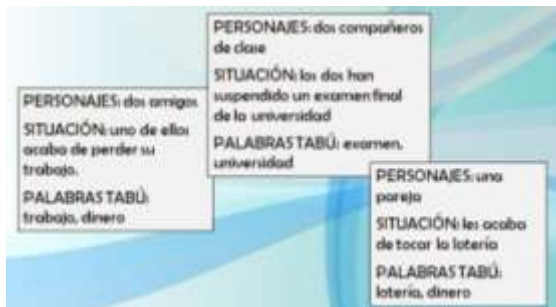 PERSONAJES: dos amigos
SITUACIÓN: uno de ellos
acaba de perder su
trabajo.
PALABRAS TABÚ:
trabajo, dinero
PERSONAJES: dos compañeros
de clase
SITUACIÓN: los dos han
suspendido un examen final
de la universidad
PALABRAS TABÚ: examen,
universidad
PERSONAJES: una
pareja
SITUACIÓN: les acaba
de tocar la lotería
PALABRAS TABÚ:
lotería, dinero